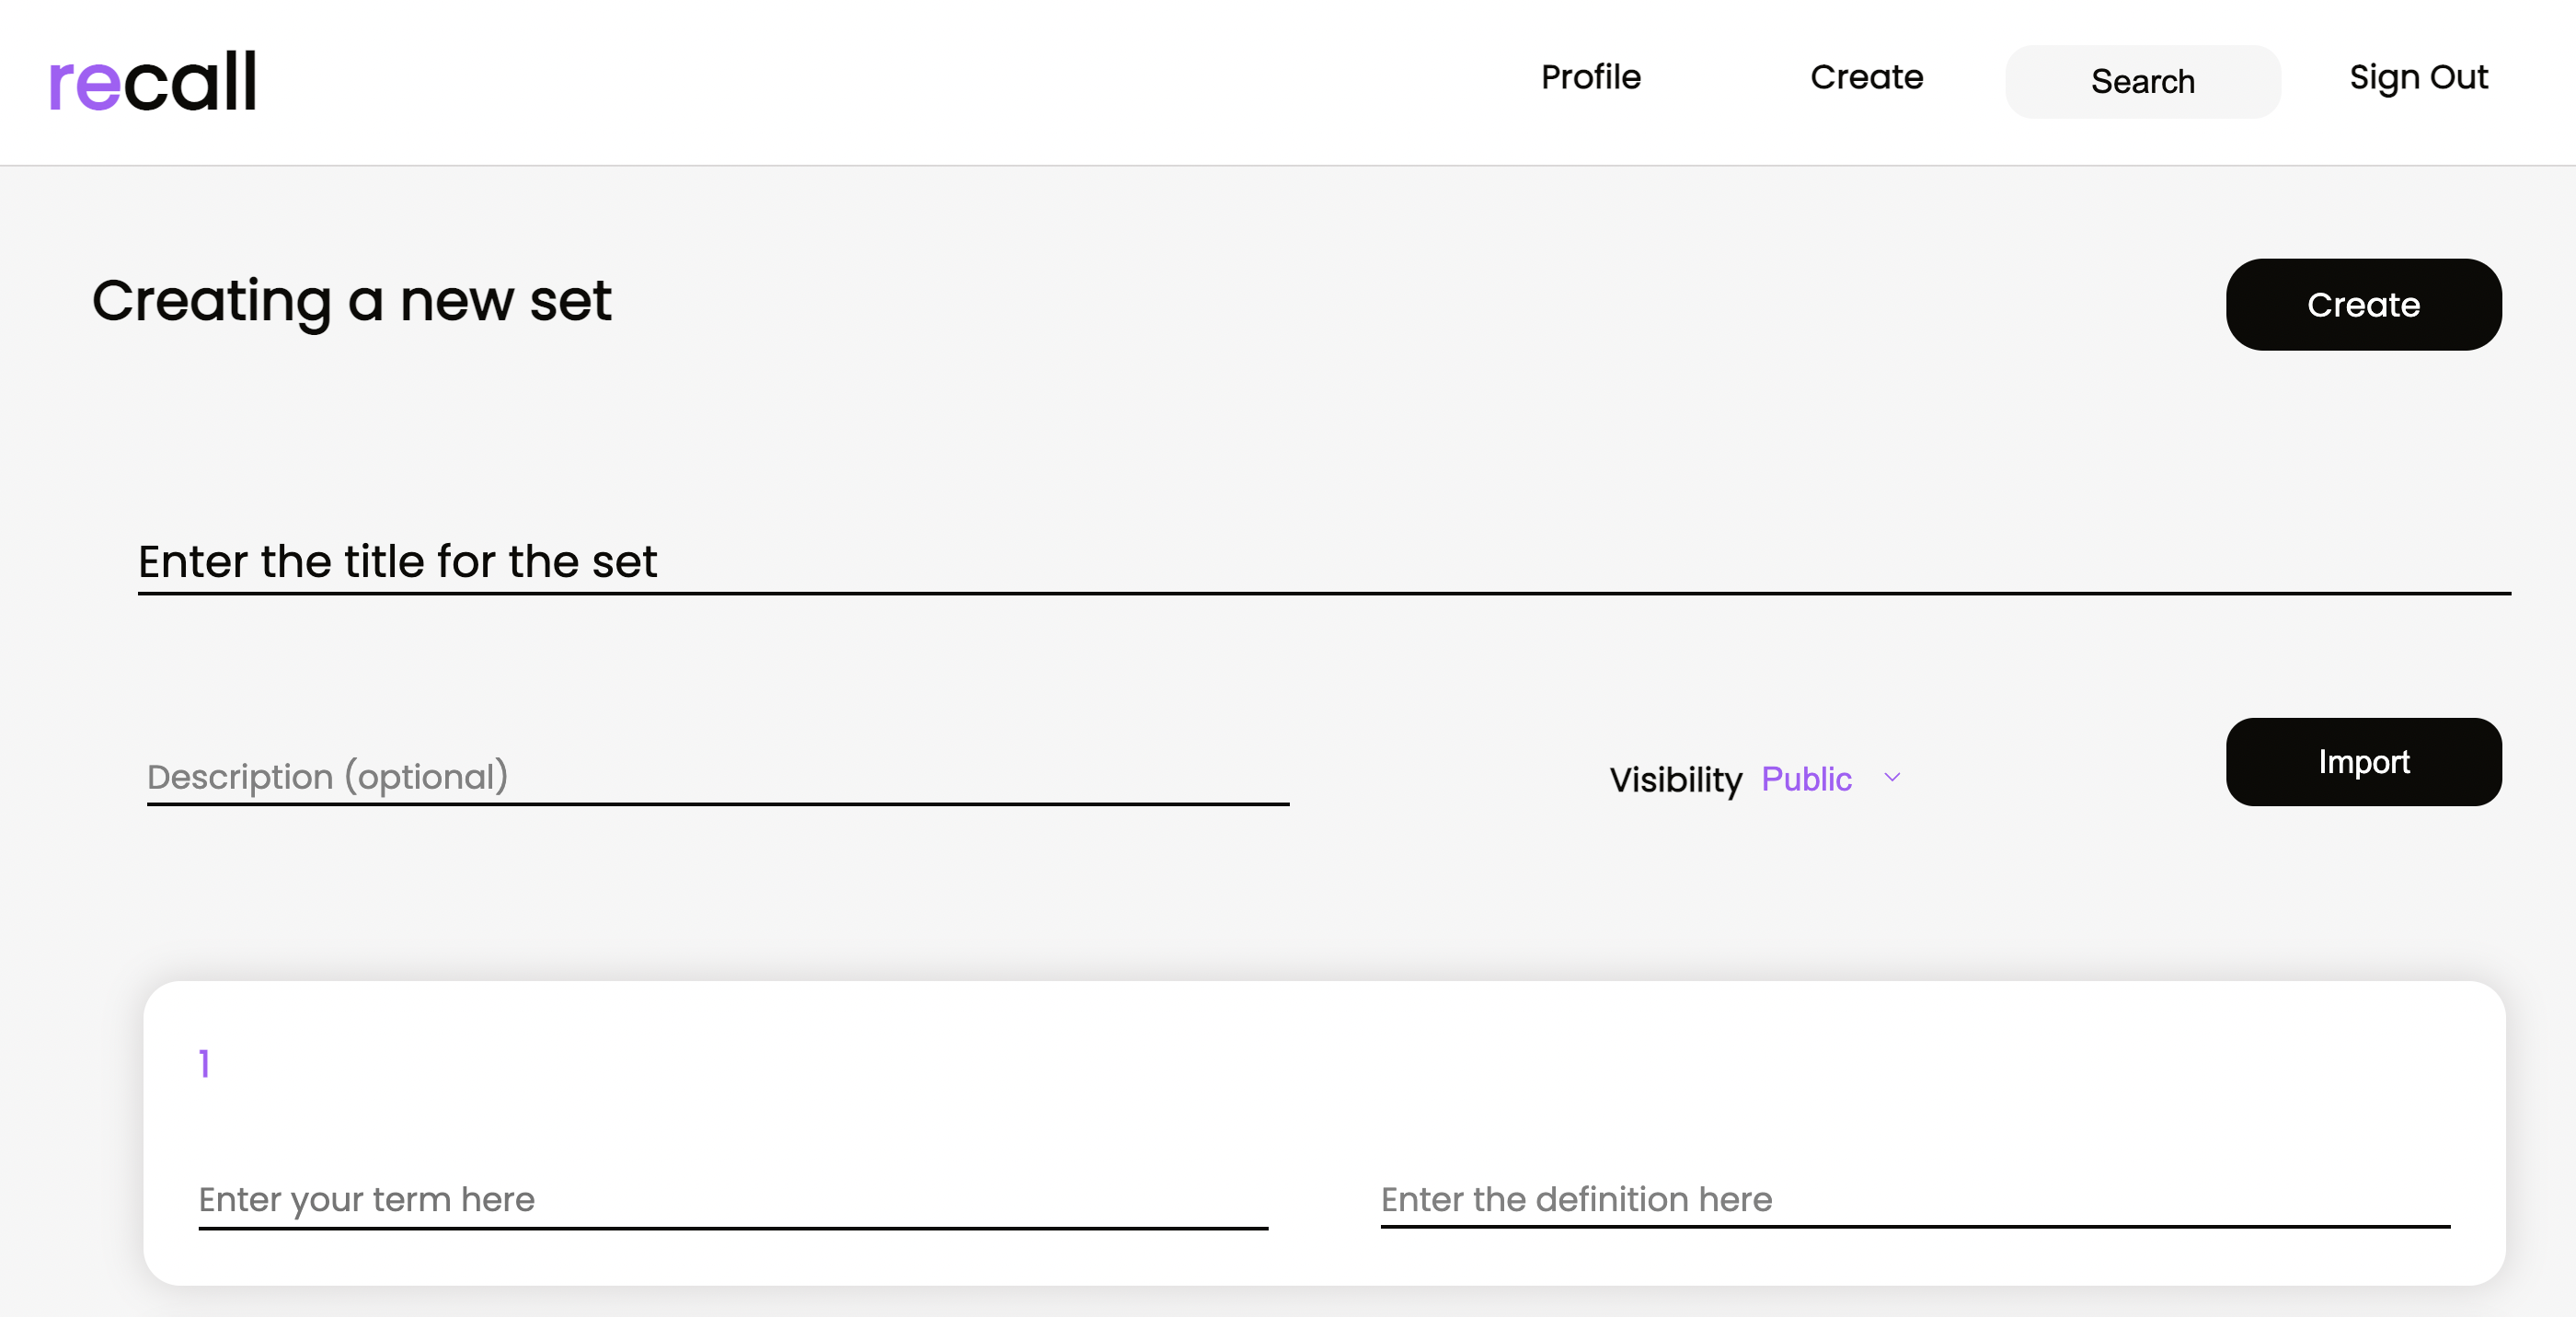 recall
Profile
Create
Search
Sign Out
Creating a new set
Create
Enter the title for the set
Description (optional)
Visibility Public
Import
1
Enter your term here
Enter the definition here